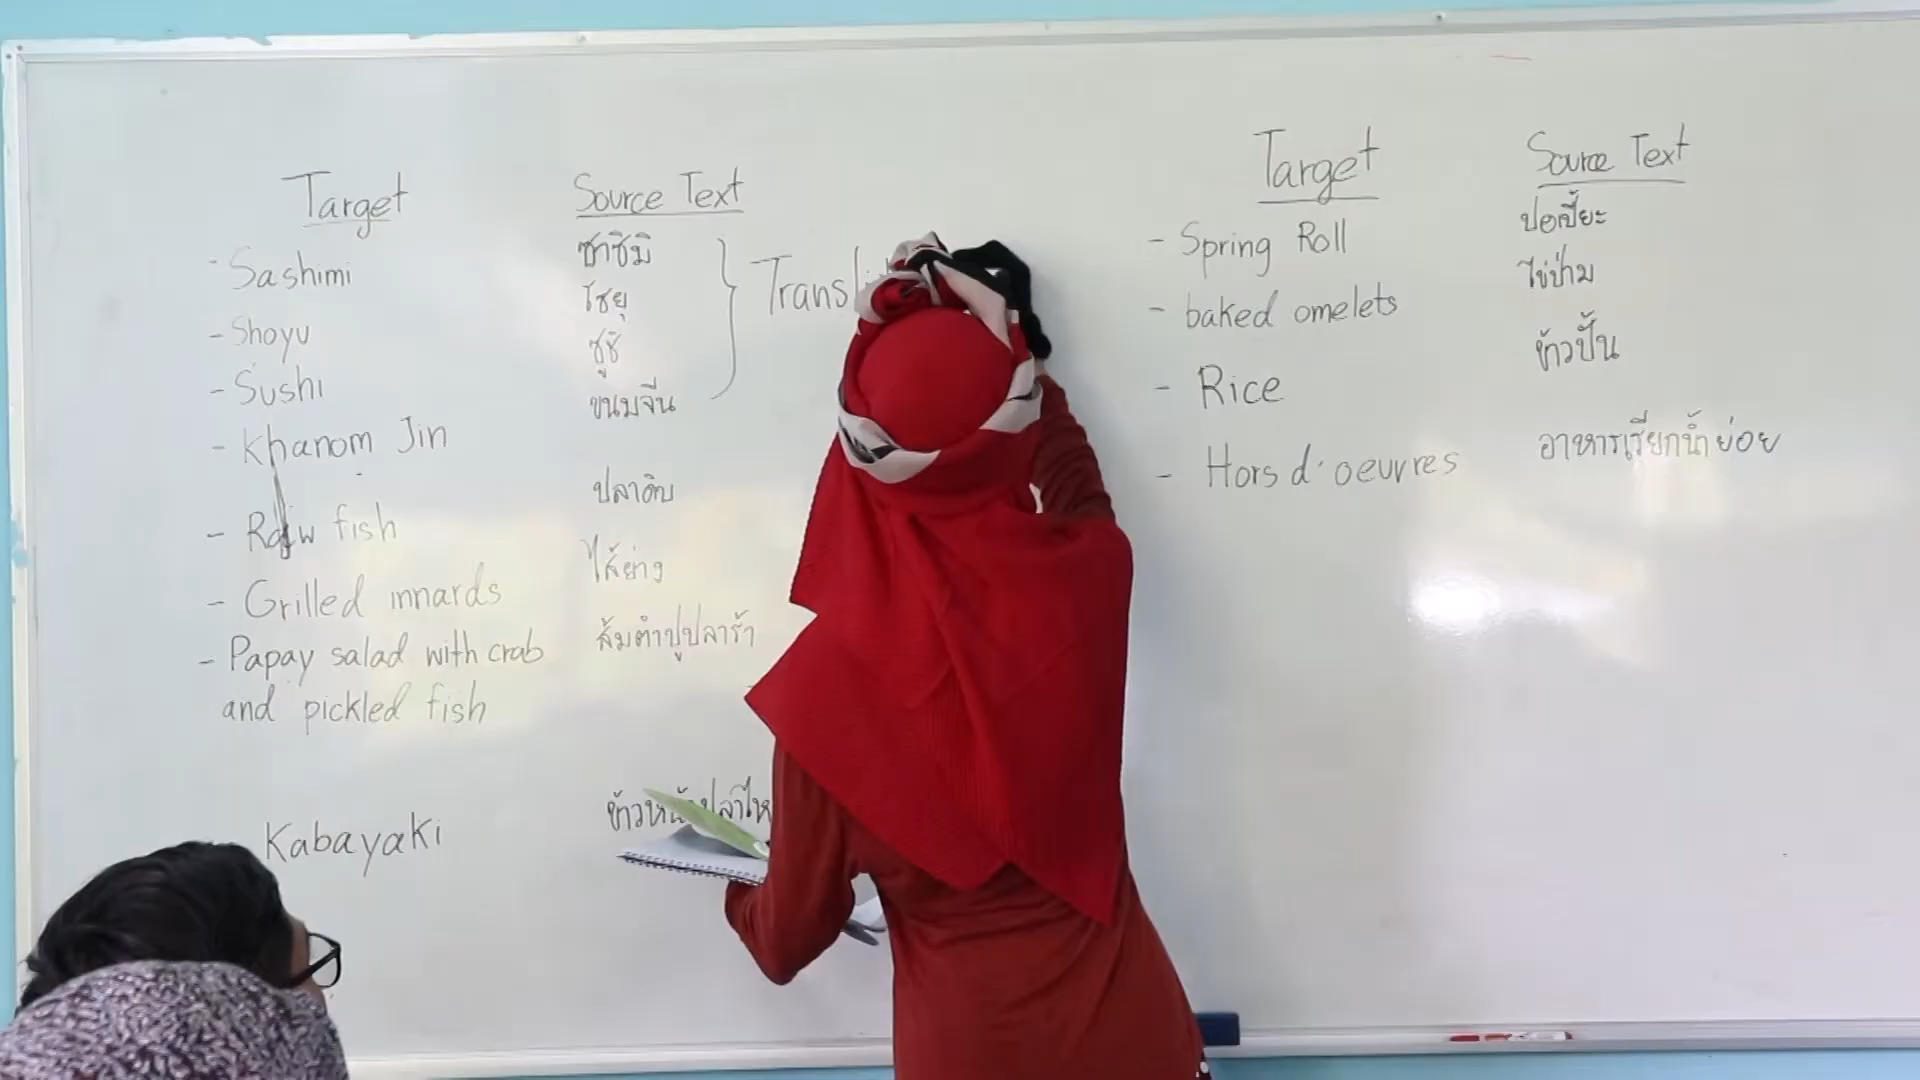 Target Source Text
- Sashimi ซาซิมิ
- Shoyu โชยุ
- Sushi ซูชิ
- Khanom Jin ขนมจีน
- Raw fish ปลาดิบ
- Grilled innards ไส้ย่าง
- Papay salad with crab ส้มตำปูปลาร้า
and pickled fish
Kabayaki
Target Source Text
- Spring Roll ปอเปี๊ยะ
- baked omelets ไข่ป่าม
- Rice ข้าวปั้น
- Hors d'oeuvres อาหารเรียกน้ำย่อย